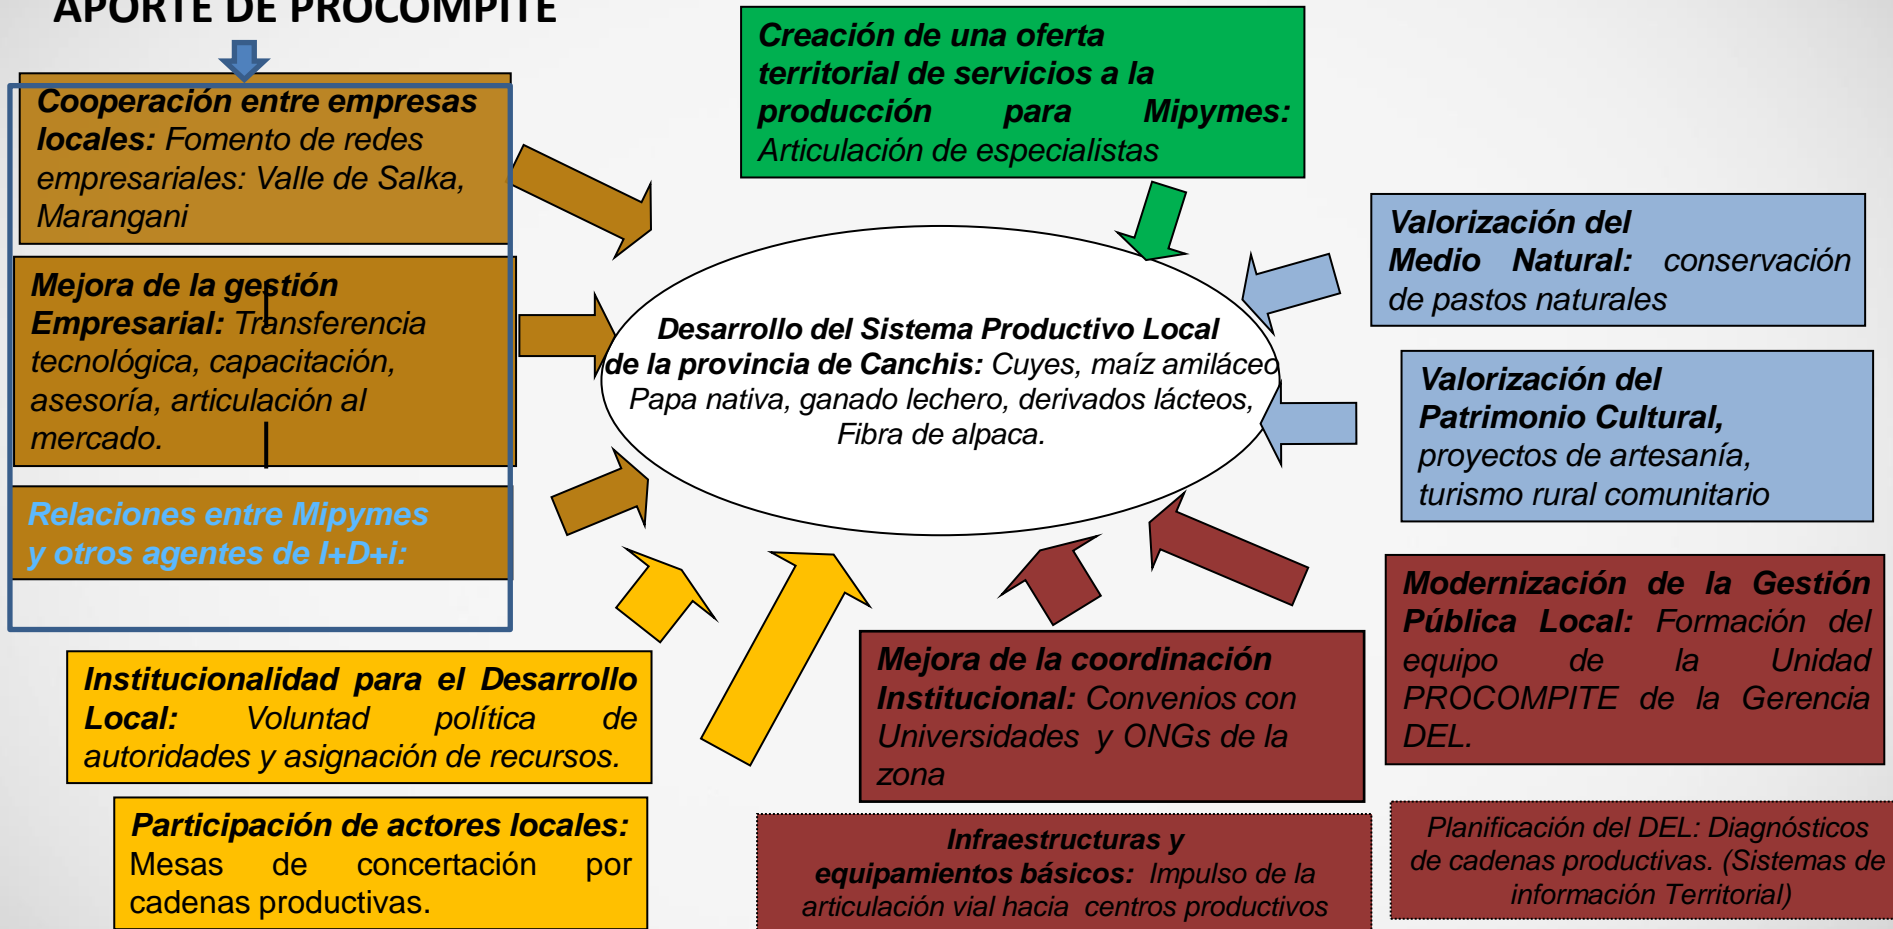 APORTE DE PROCOMPITE
Cooperación entre empresas
locales: Fomento de redes
empresariales: Valle de Salka,
Marangani
Mejora de la gestión
Empresarial: Transferencia
tecnológica, capacitación,
asesoría, articulación al
mercado.
Relaciones entre Mipymes
y otros agentes de I+D+i:
Creación de una oferta
territorial de servicios a la
producción para Mipymes:
Articulación de especialistas
Desarrollo del Sistema Productivo Local
de la provincia de Canchis: Cuyes, maíz amiláceo
Papa nativa, ganado lechero, derivados lácteos,
Fibra de alpaca.
Valorización del
Medio Natural: conservación
de pastos naturales
Valorización del
Patrimonio Cultural,
proyectos de artesanía,
turismo rural comunitario
Modernización de la Gestión
Pública Local: Formación del
equipo de la Unidad
PROCOMPITE de la Gerencia
DEL.
Institucionalidad para el Desarrollo
Local: Voluntad política de
autoridades y asignación de recursos.
Mejora de la coordinación
Institucional: Convenios con
Universidades y ONGs de la
zona
Participación de actores locales:
Mesas de concertación por
cadenas productivas.
Infraestructuras y
equipamientos básicos: Impulso de la
articulación vial hacia centros productivos
Planificación del DEL: Diagnósticos
de cadenas productivas. (Sistemas de
información Territorial)